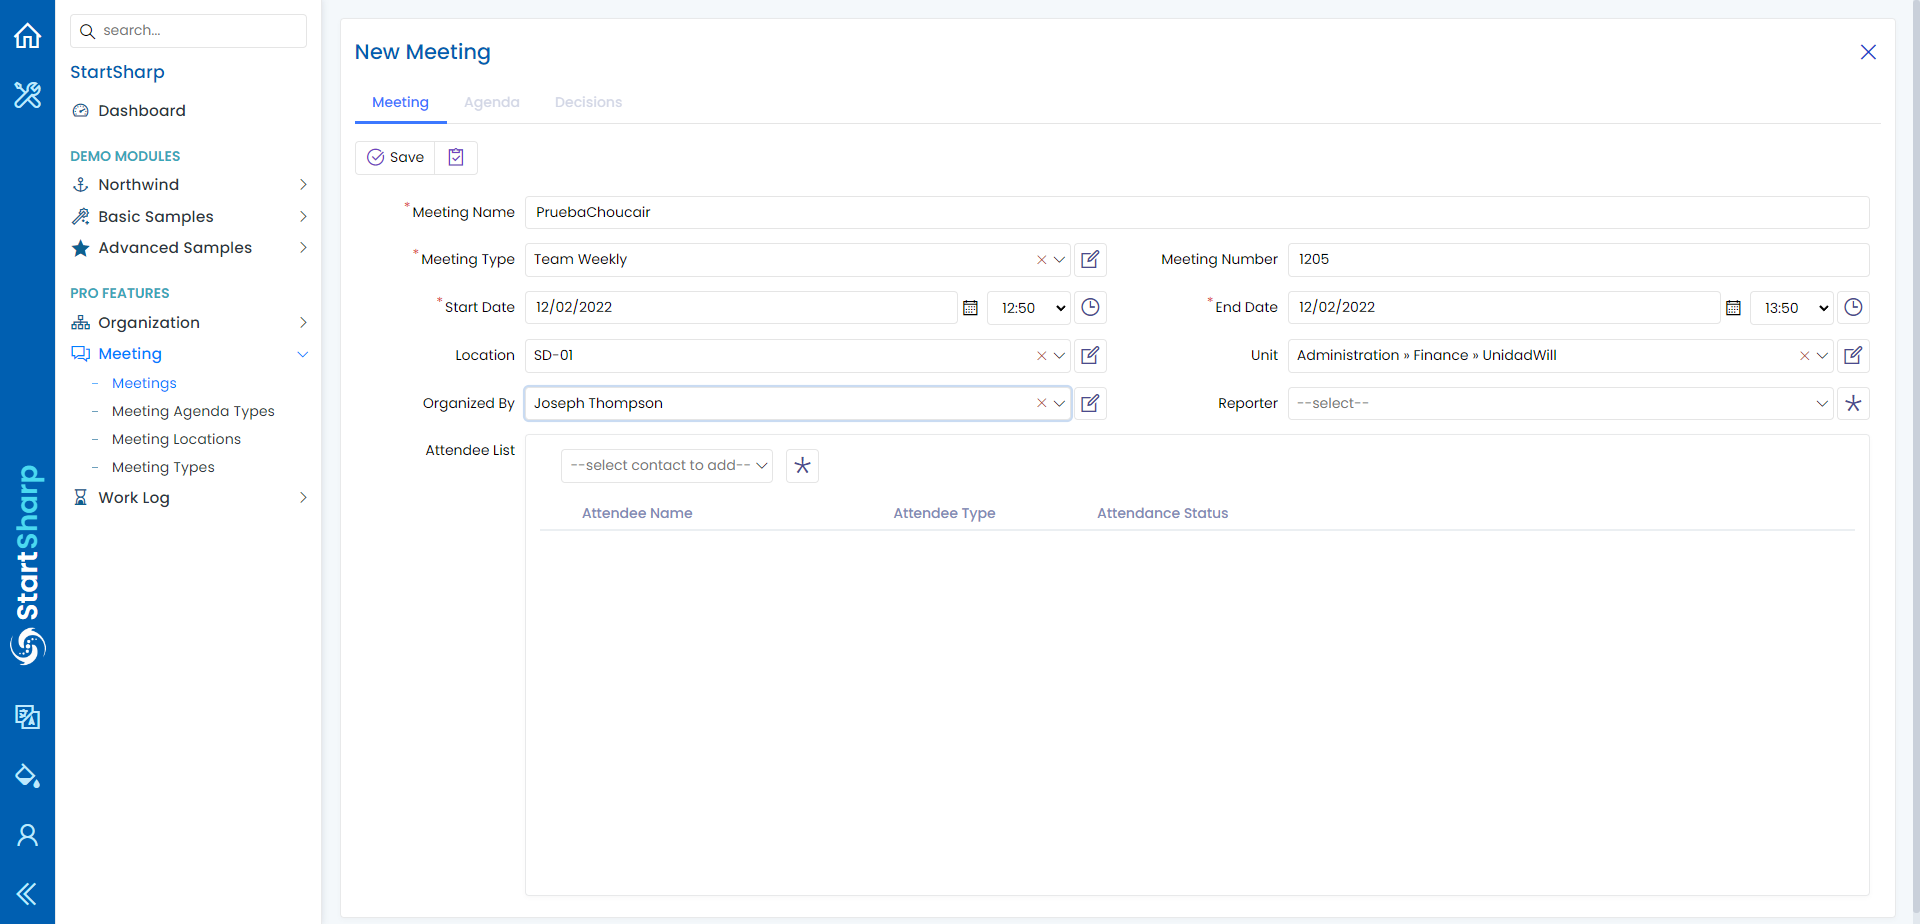 search...
StartSharp
Dashboard
DEMO MODULES
Northwind
Basic Samples
Advanced Samples
PRO FEATURES
Organization
Meeting
- Meetings
- Meeting Agenda Types
- Meeting Locations
- Meeting Types
Work Log
StartSharp
New Meeting
Meeting Agenda Decisions
Save
*Meeting Name PruebaChoucair
*Meeting Type Team Weekly Meeting Number 1205
*Start Date 12/02/2022 12:50 *End Date 12/02/2022 13:50
Location SD-01 Unit Administration » Finance » UnidadWill
Organized By Joseph Thompson Reporter --select--
Attendee List
--select contact to add--
Attendee Name Attendee Type Attendance Status